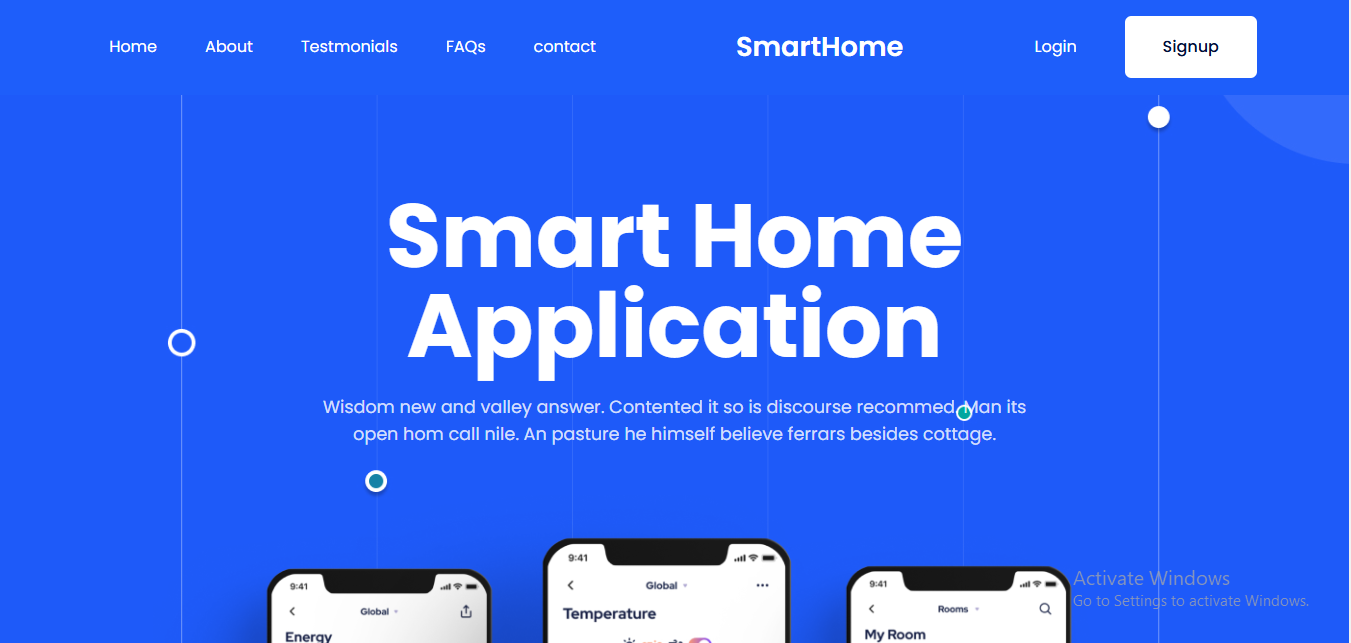 Home About Testmonials FAQs contact SmartHome Login Signup
Smart Home
Application
Wisdom new and valley answer. Contented it so is discourse recommed. Man its
open hom call nile. An pasture he himself believe ferrars besides cottage.
9:41
Global
Energy
9:41
Global
Temperature
9:41
Rooms
My Room
Activate Windows
Go to Settings to activate Windows.